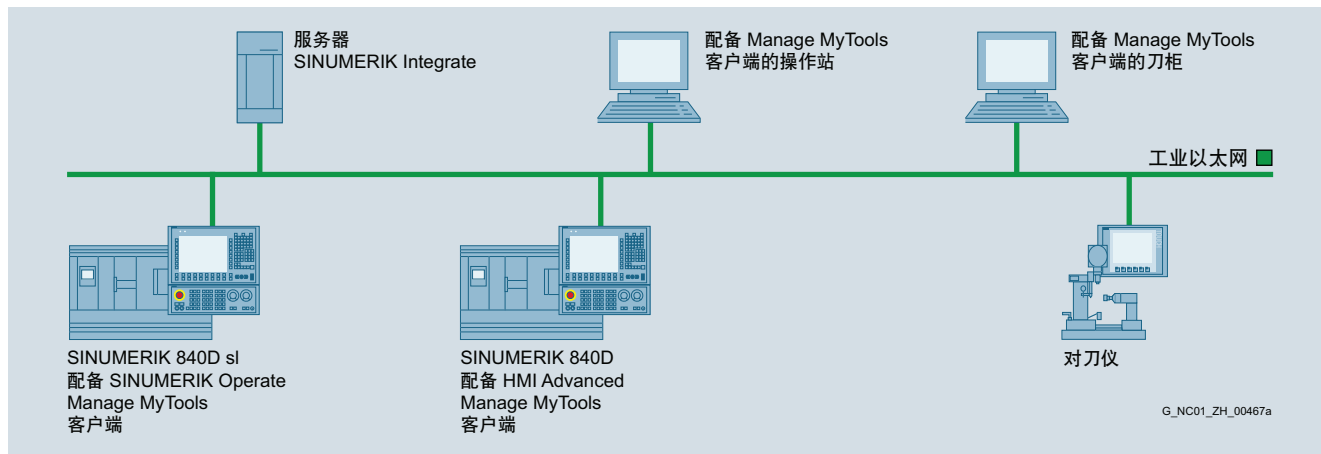 服务器
SINUMERIK Integrate
配备 Manage MyTools
客户端的操作站
配备 Manage MyTools
客户端的刀柜
工业以太网
SINUMERIK 840D sl
配备 SINUMERIK Operate
Manage MyTools
客户端
SINUMERIK 840D
配备 HMI Advanced
Manage MyTools
客户端
对刀仪
G_NC01_ZH_00467a